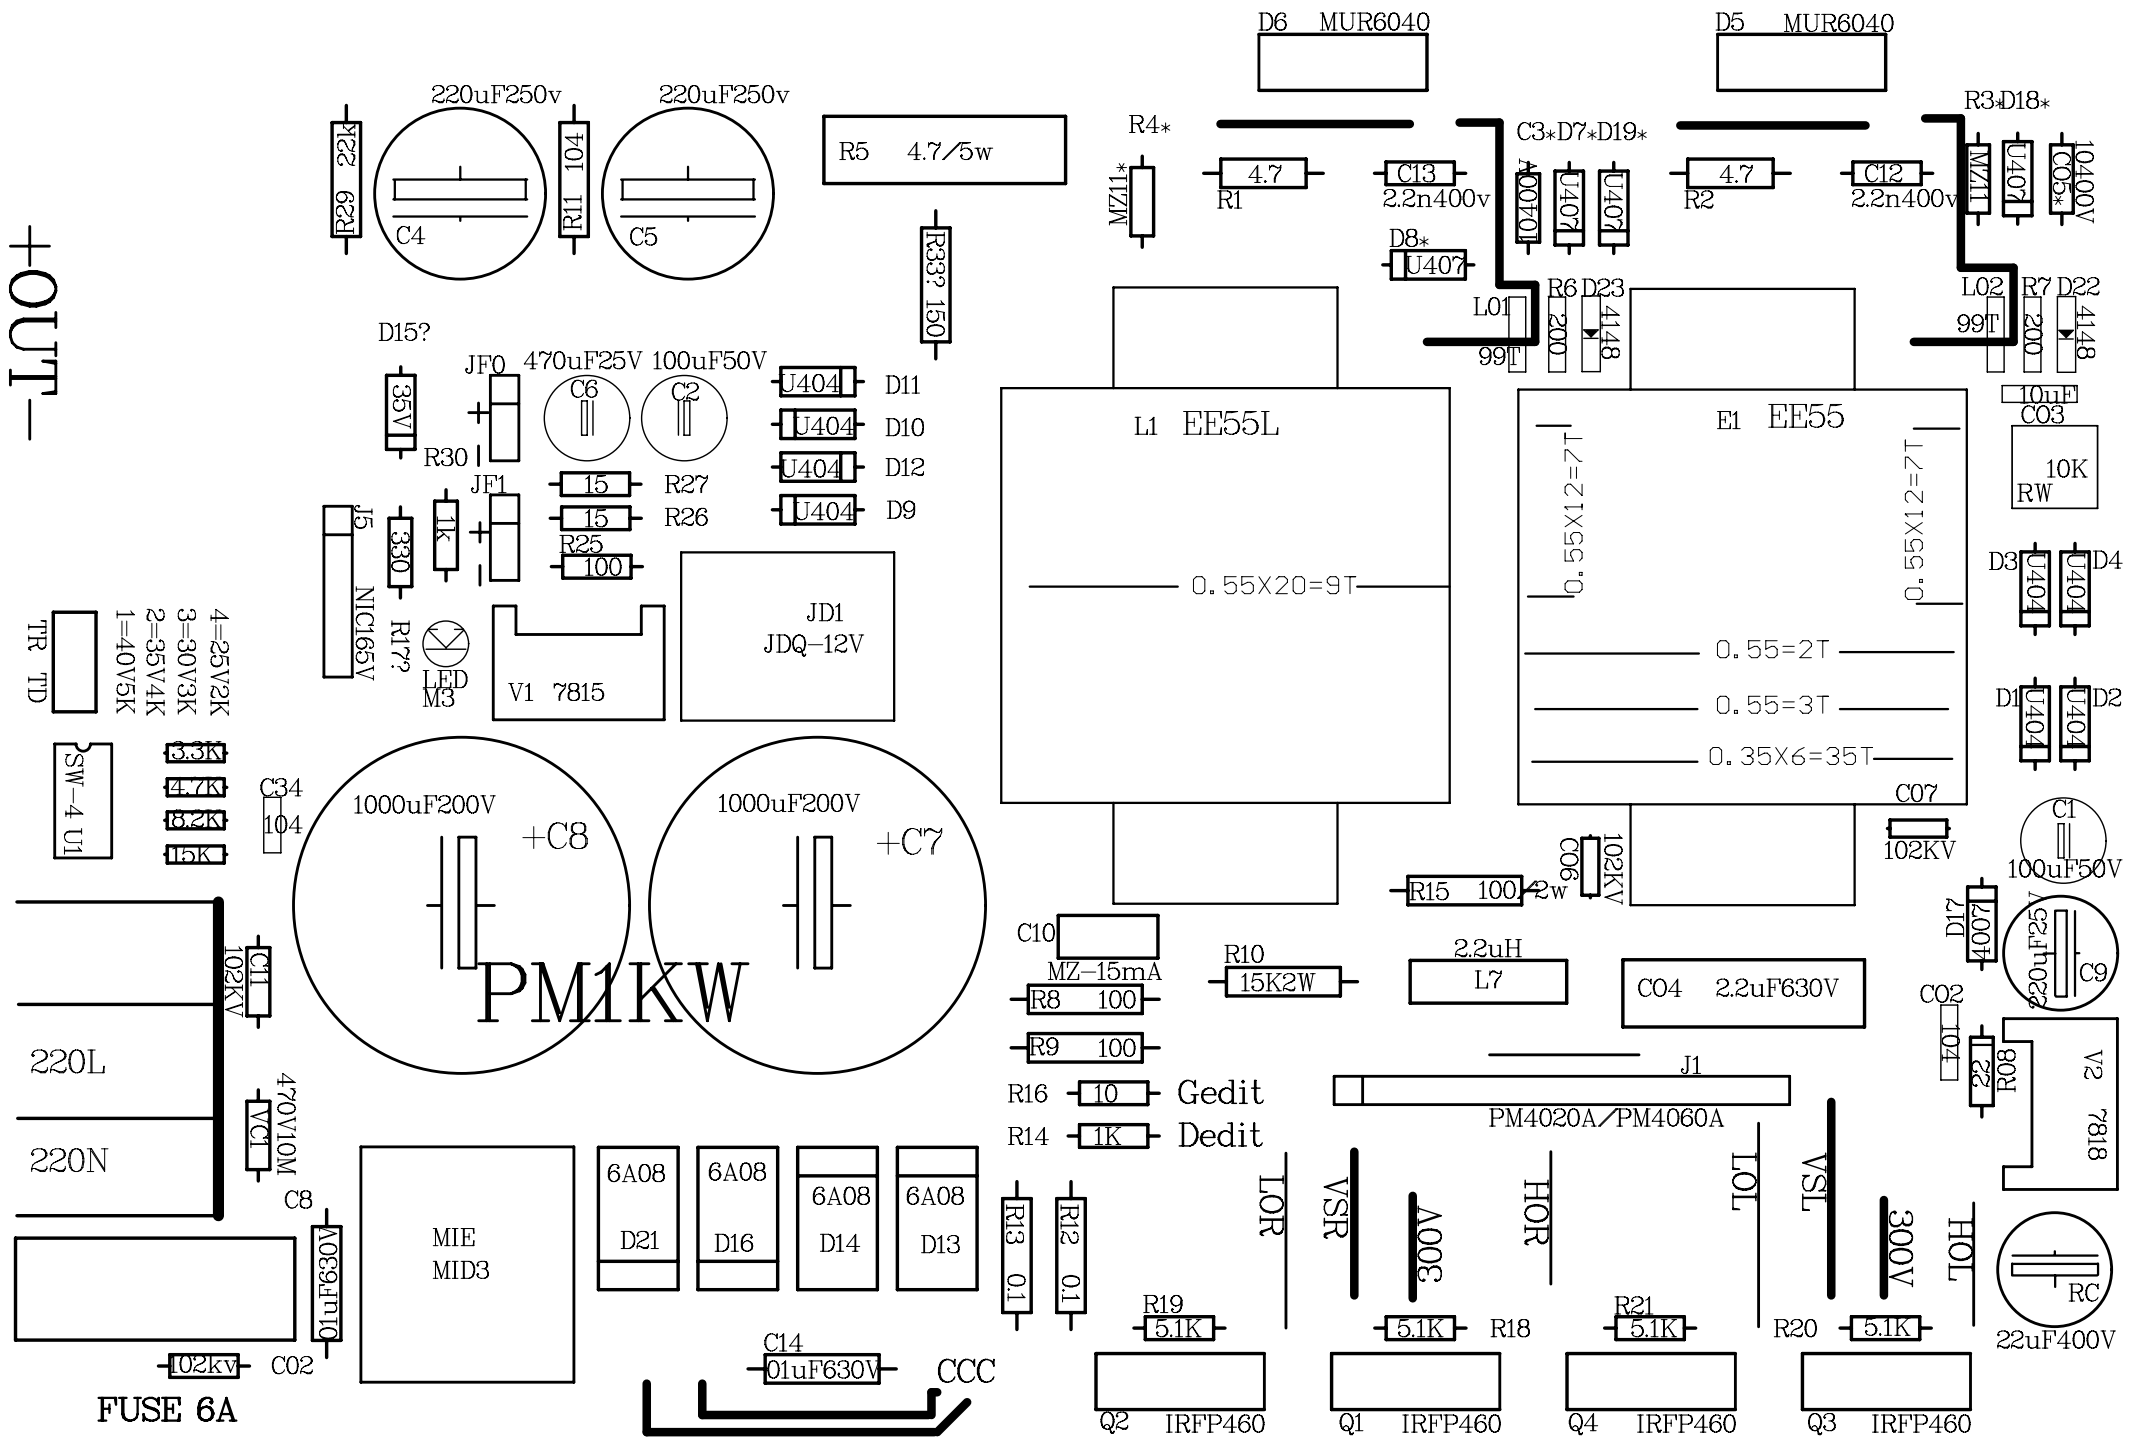 D6 MUR6040
D5 MUR6040
220uF250v
220uF250v
R29 22k
C4
R11 104
C5
R5 4.7/5w
R33? 150
R4*
MZ11*
4.7
R1
C13
2.2n400v
D8*
U407
C3*D7*D19*
U407
U407
4.7
R2
C12
2.2n400v
R3*D18*
MZ11
U407
C05*
10400V
+OUT-
D15?
35V
JF0
+
-
R30
JF1
+
-
1k
470uF25V
C6
100uF50V
C2
U404 D11
U404 D10
U404 D12
U404 D9
15 R27
15 R26
R25
100
J5
NIC165V
330
R17?
LED
M3
V1 7815
JD1
JDQ-12V
L1 EE55L
0.55X20=9T
L01
99T
R6
200
D23
4148
L02
99T
R7
200
D22
4148
E1 EE55
0.55X12=7T
0.55X12=7T
0.55=2T
0.55=3T
0.35X6=35T
10uF
C03
10K
RW
D3
U404
U404
D4
D1
U404
U404
D2
TR TD
1=40V5K
2=35V4K
3=30V3K
4=25V2K
SW-4 U1
3.3K
4.7K
8.2K
15K
C34
104
1000uF200V
+C8
1000uF200V
+C7
PM1KW
C07
102KV
C06
102KV
C1
100uF50V
R15 100/2w
D17
4007
220uF25V
C9
C10
MZ-15mA
R8 100
R9 100
R10
15K2W
2.2uH
L7
C04 2.2uF630V
C02
104
22
R08
V2 7818
R16 10 Gedit
R14 1K Dedit
J1
PM4020A/PM4060A
220L
220N
102KV
C11
VC1
470V10M
C8
01uF630V
MIE
MID3
6A08
D21
6A08
D16
6A08
D14
6A08
D13
R13 0.1
R12 0.1
LOR
VSR
300V
HOR
LOL
VSL
300V
HOL
RC
22uF400V
R19
5.1K
5.1K R18
R21
5.1K
R20 5.1K
102kv C02
FUSE 6A
C14
01uF630V
CCC
Q2 IRFP460
Q1 IRFP460
Q4 IRFP460
Q3 IRFP460